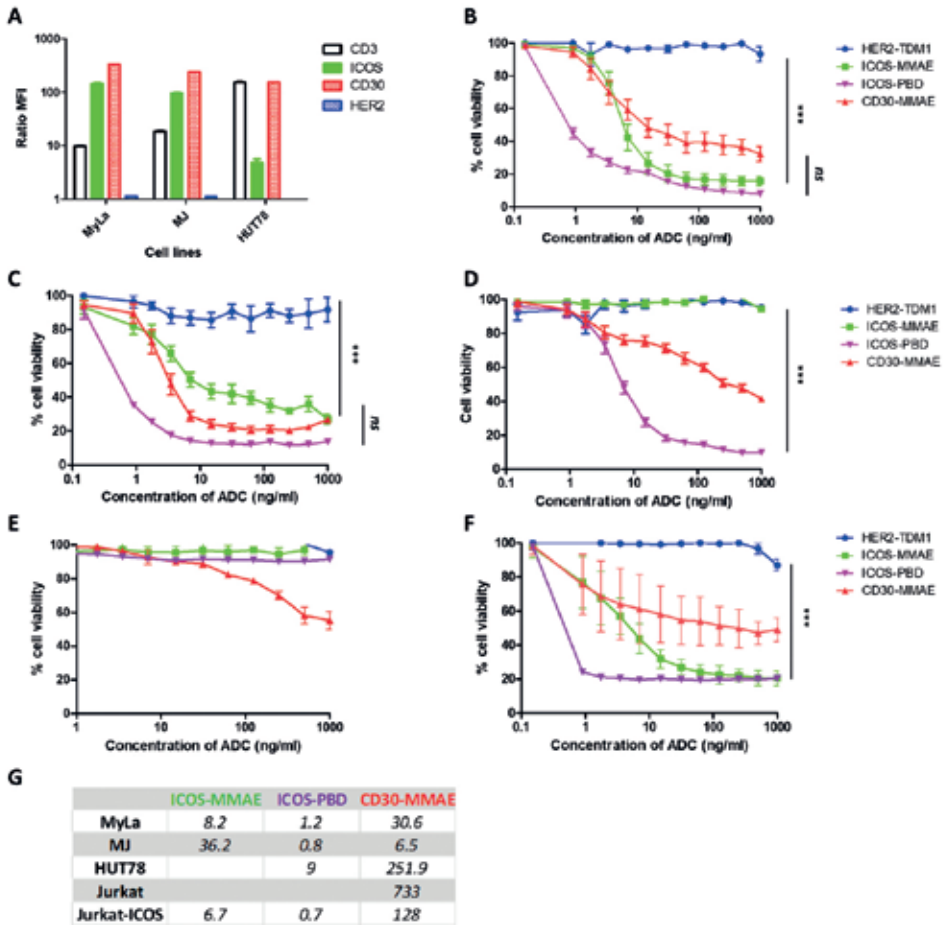 A
1000
100
10
1
Ratio MFI
MyLa
MJ
HUT78
Cell lines
CD3
ICOS
CD30
HER2
B
100
80
60
40
20
0
% cell viability
0.1
1
10
100
1000
Concentration of ADC (ng/ml)
***
ns
HER2-TDM1
ICOS-MMAE
ICOS-PBD
CD30-MMAE
C
100
80
60
40
20
0
% cell viability
0.1
1
10
100
1000
Concentration of ADC (ng/ml)
***
ns
D
100
80
60
40
20
0
Cell viability
0.1
1
10
100
1000
Concentration of ADC (ng/ml)
***
HER2-TDM1
ICOS-MMAE
ICOS-PBD
CD30-MMAE
E
100
80
60
40
20
0
% cell viability
1
10
100
1000
Concentration of ADC (ng/ml)
F
100
80
60
40
20
0
% cell viability
0.1
1
10
100
1000
Concentration of ADC (ng/ml)
***
HER2-TDM1
ICOS-MMAE
ICOS-PBD
CD30-MMAE
G
ICOS-MMAE ICOS-PBD CD30-MMAE
MyLa 8.2 1.2 30.6
MJ 36.2 0.8 6.5
HUT78 9 251.9
Jurkat 733
Jurkat-ICOS 6.7 0.7 128